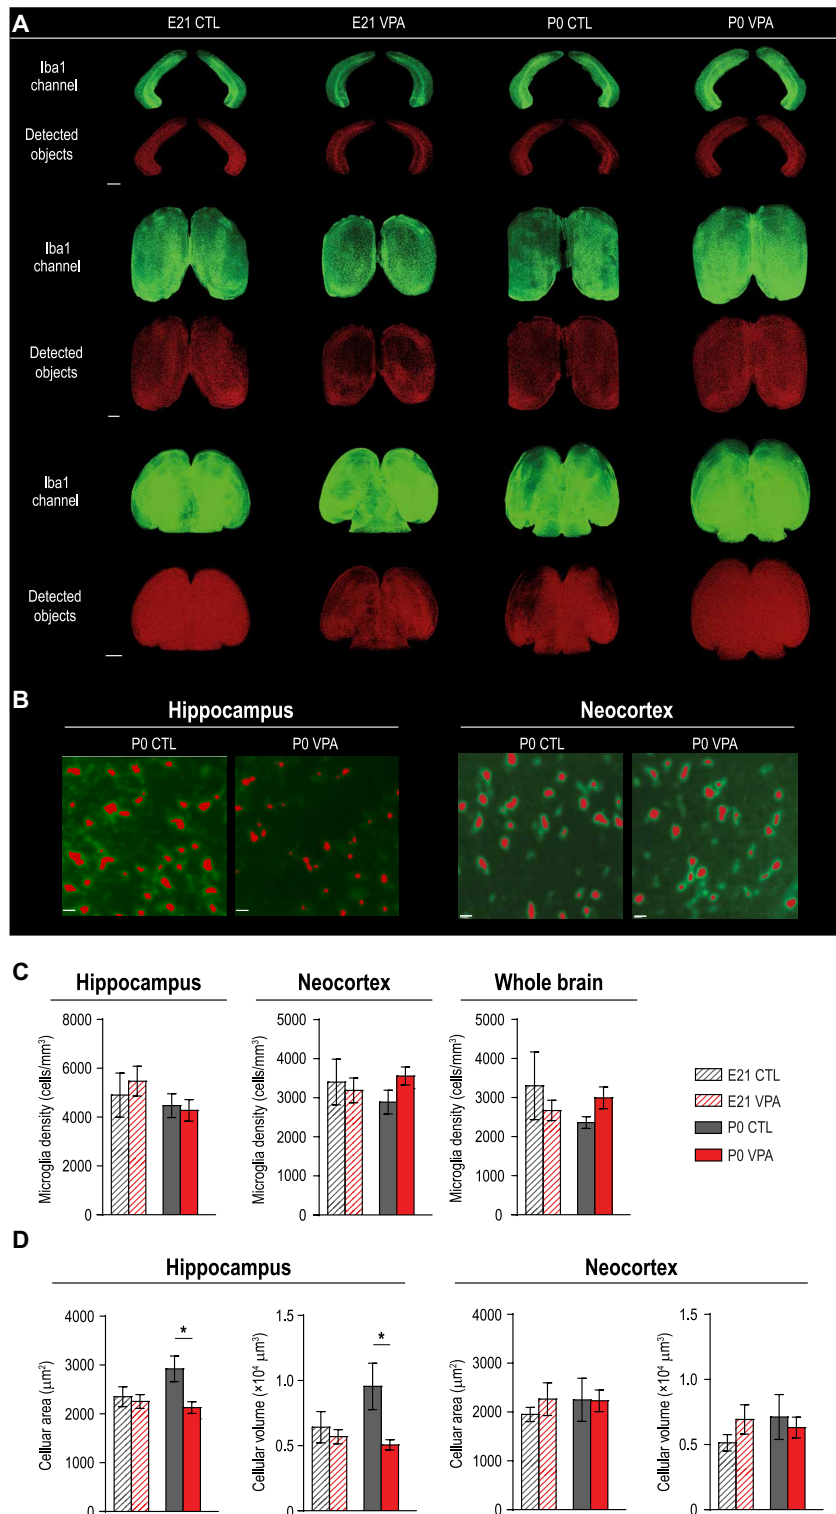 A
E21 CTL
E21 VPA
P0 CTL
P0 VPA
Iba1
channel
Detected
objects
Iba1
channel
Detected
objects
Iba1
channel
Detected
objects
B
Hippocampus
Neocortex
P0 CTL
P0 VPA
P0 CTL
P0 VPA
C
Hippocampus
Neocortex
Whole brain
Microglia density (cells/mm³)
8000
6000
4000
2000
0
Microglia density (cells/mm³)
5000
4000
3000
2000
1000
0
Microglia density (cells/mm³)
5000
4000
3000
2000
1000
0
E21 CTL
E21 VPA
P0 CTL
P0 VPA
D
Hippocampus
Neocortex
Celluar area (μm²)
4000
3000
2000
1000
0
*
Cellular volume (×10⁴ μm³)
1.5
1.0
0.5
0.0
*
Celluar area (μm²)
4000
3000
2000
1000
0
Cellular volume (×10⁴ μm³)
1.5
1.0
0.5
0.0